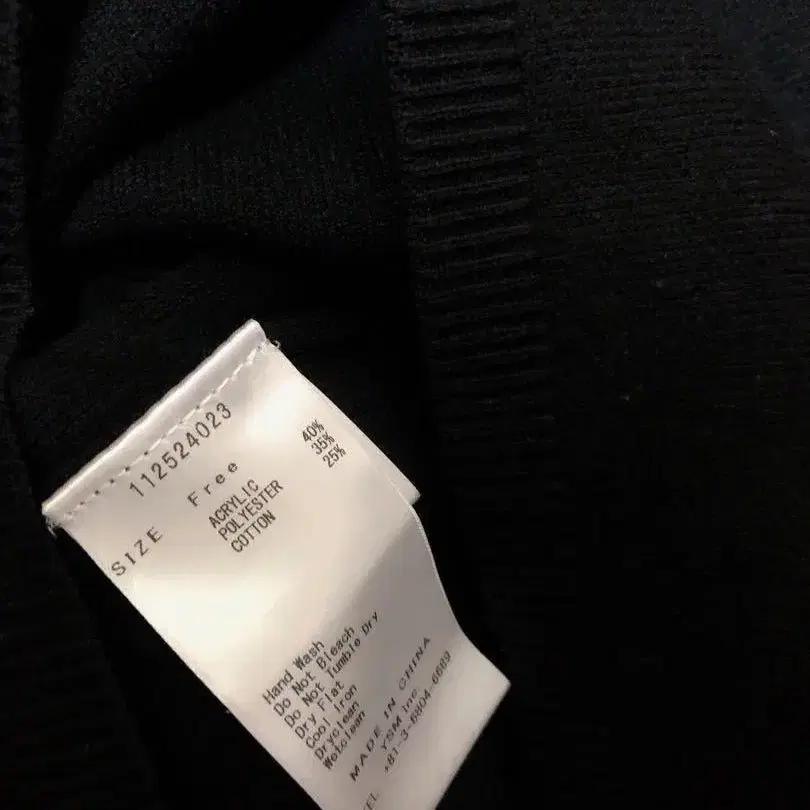 112524023
SIZE Free
ACRYLIC 40%
POLYESTER 35%
COTTON 25%
Hand Wash
Do Not Bleach
Do Not Tumble Dry
Dry Flat
Cool Iron
Dryclean
Wetclean
MADE IN CHINA
YSM Inc
+81-3-6804-6689